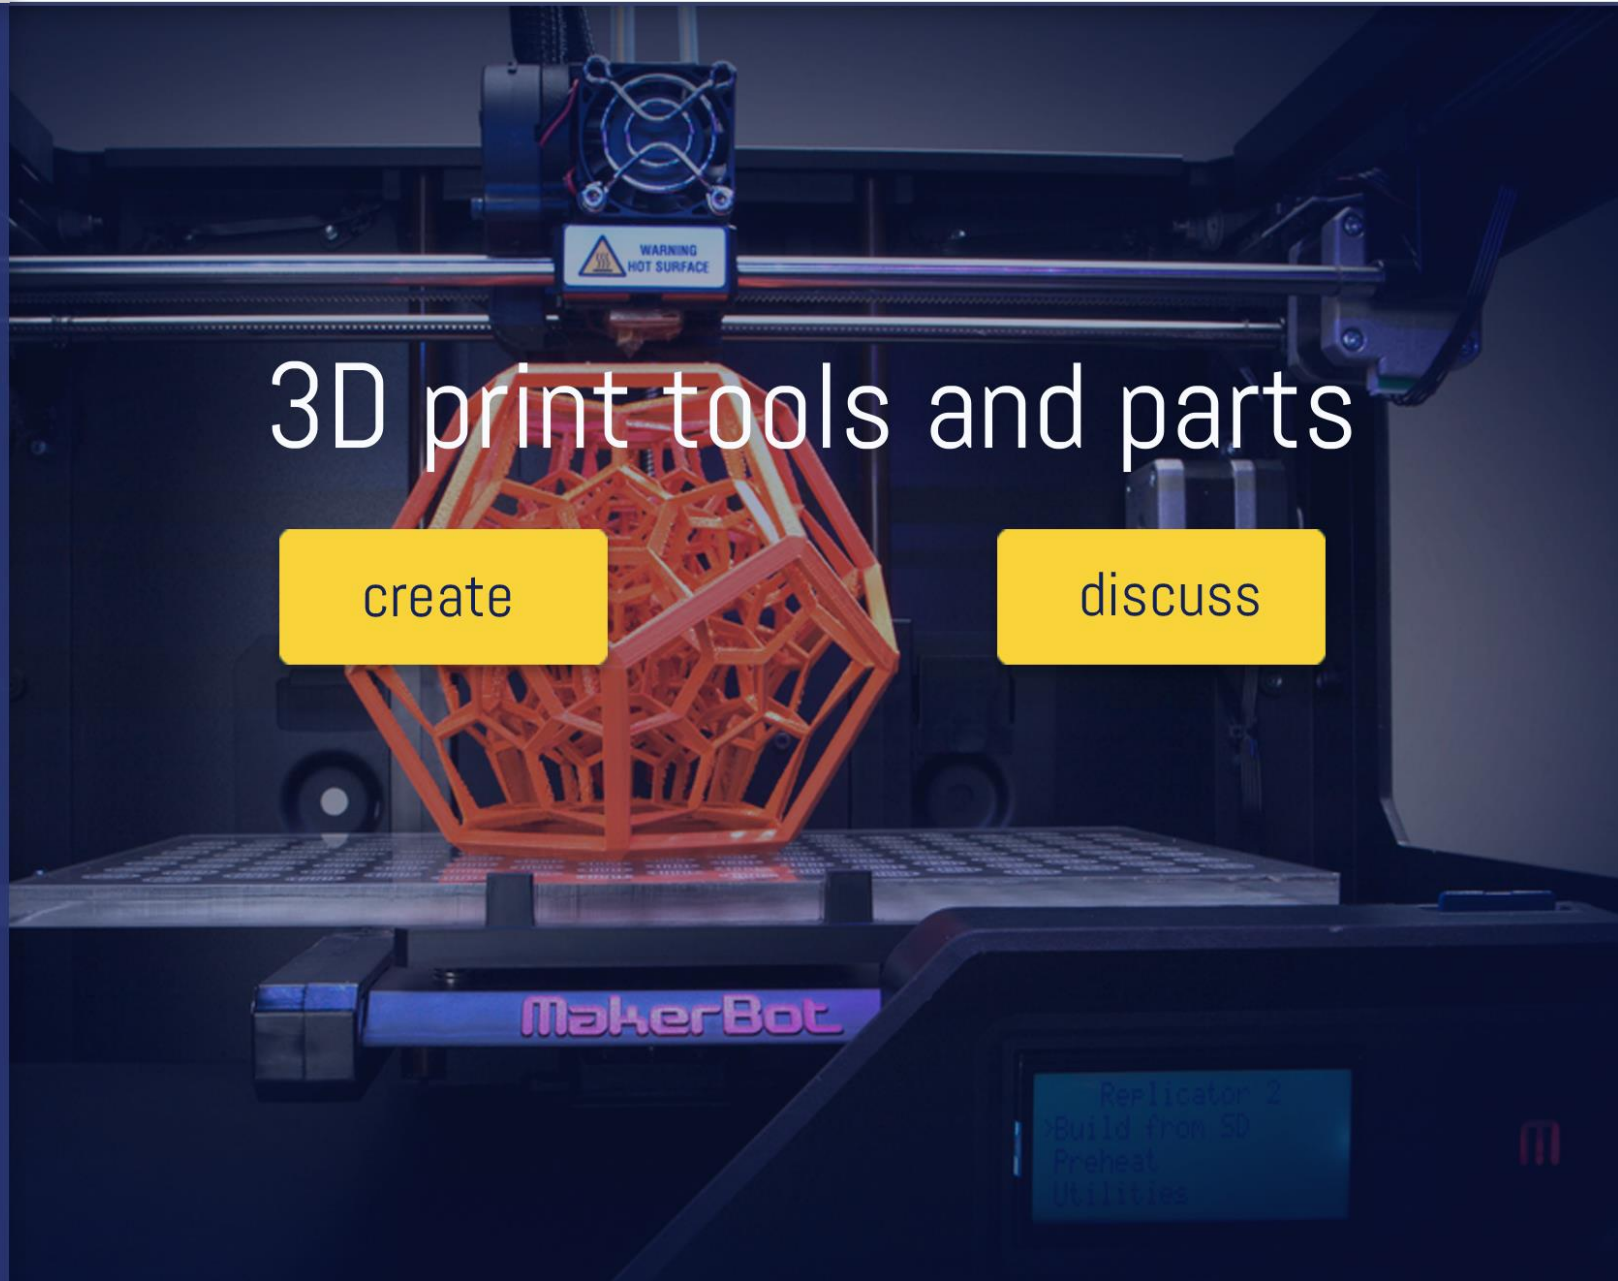 WARNING
HOT SURFACE
3D print tools and parts
create
discuss
MakerBot
Replicator 2
>Build from SD
Preheat
Utilities
m